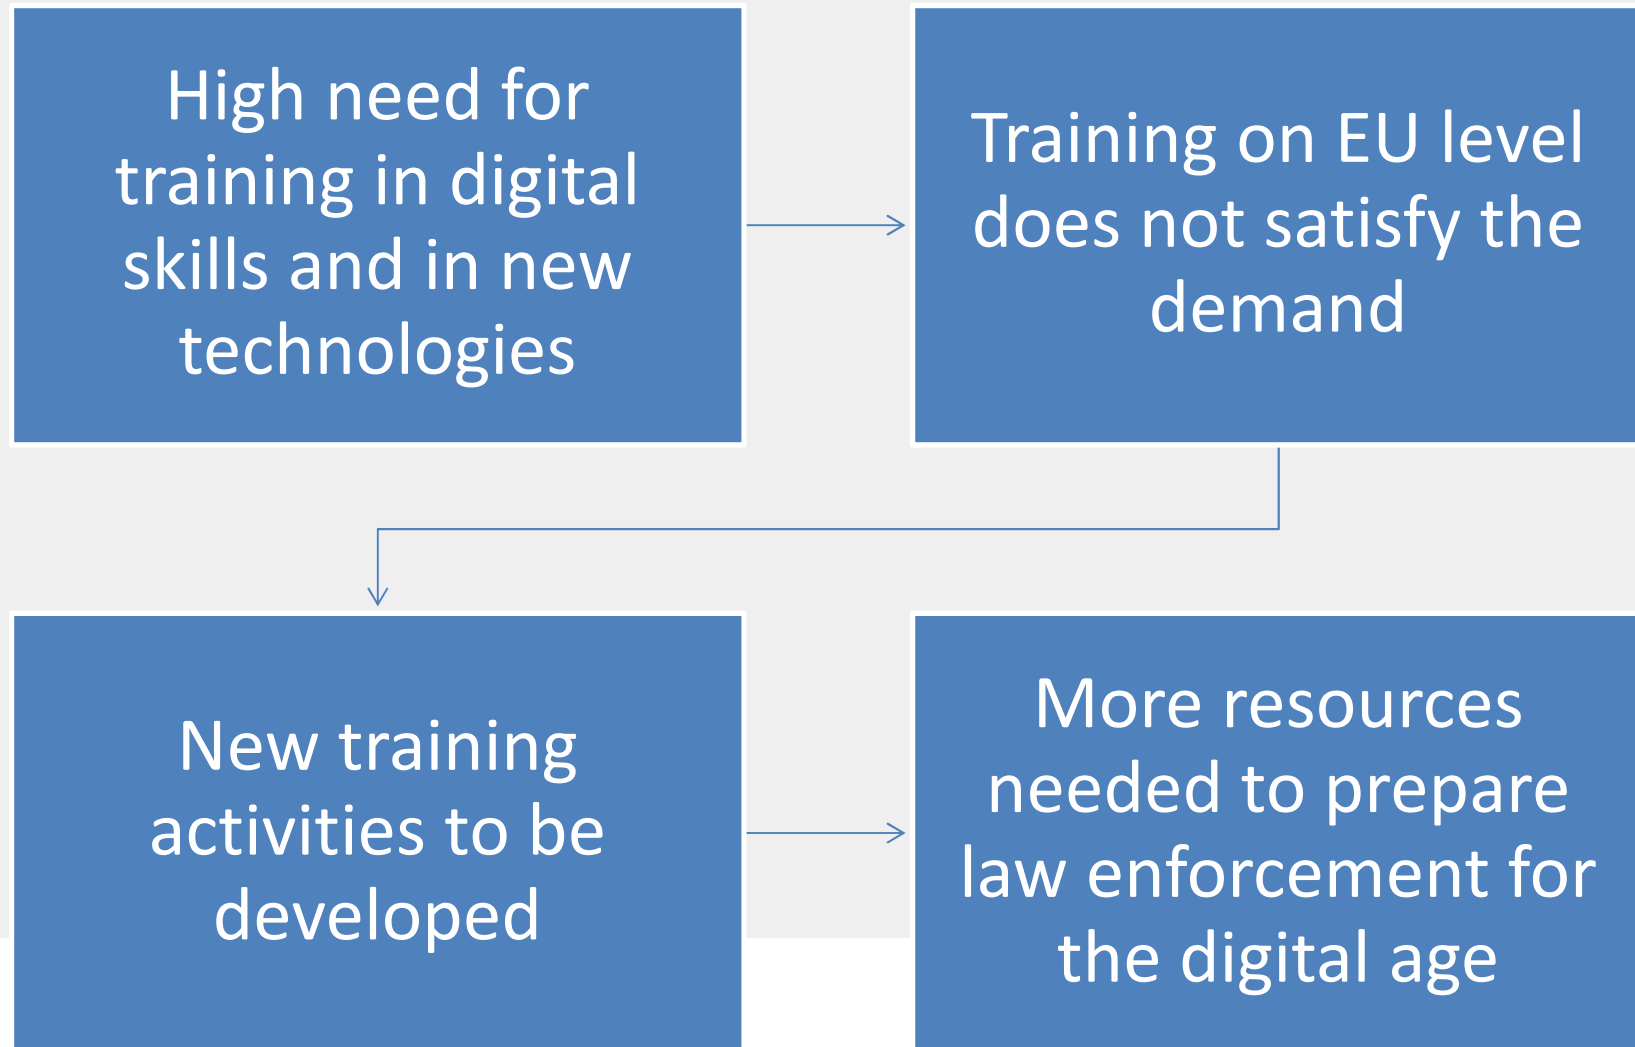 High need for
training in digital
skills and in new
technologies
Training on EU level
does not satisfy the
demand
New training
activities to be
developed
More resources
needed to prepare
law enforcement for
the digital age